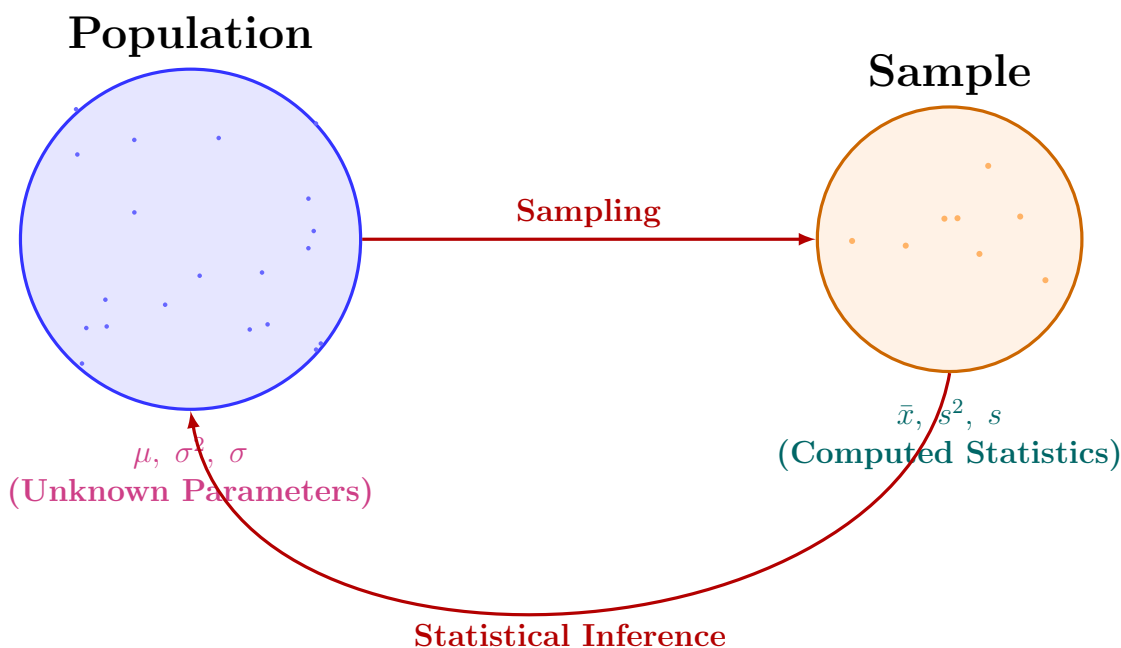 Population
Sample
Sampling
x̄, s², s
(Computed Statistics)
μ, σ², σ
(Unknown Parameters)
Statistical Inference